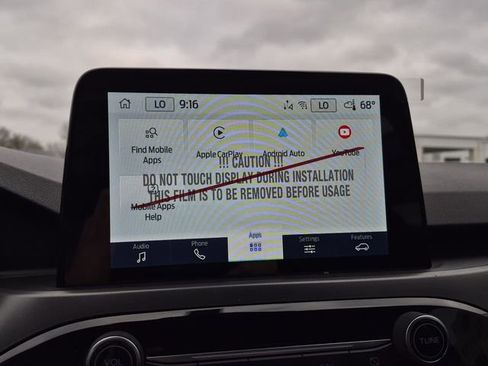 LO 9:16 LO 68°
Find Mobile Apps
Apple CarPlay
Android Auto
YouTube
!!! CAUTION !!!
DO NOT TOUCH DISPLAY DURING INSTALLATION
THIS FILM IS TO BE REMOVED BEFORE USAGE
Mobile Apps
Help
Audio Phone Apps Settings Features
VOL TUNE